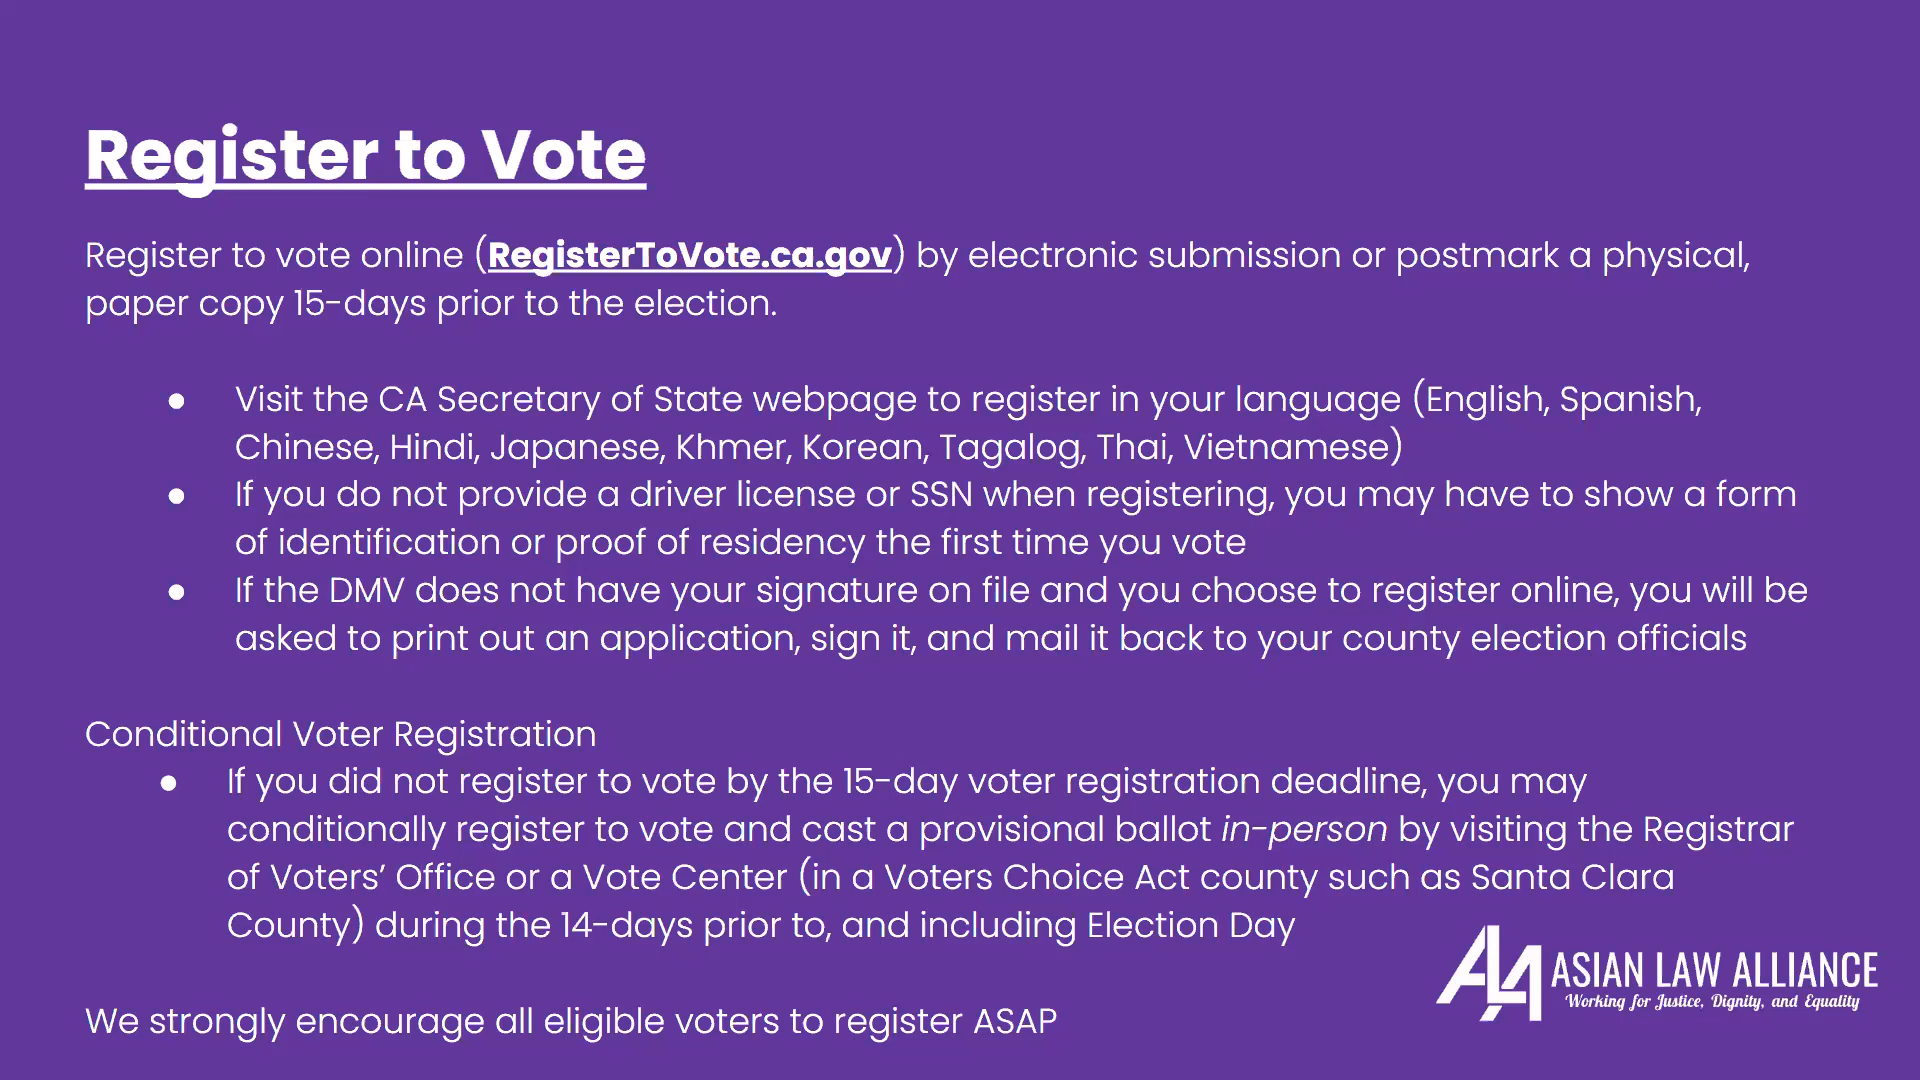 Register to Vote
Register to vote online (RegisterToVote.ca.gov) by electronic submission or postmark a physical,
paper copy 15-days prior to the election.
● Visit the CA Secretary of State webpage to register in your language (English, Spanish,
Chinese, Hindi, Japanese, Khmer, Korean, Tagalog, Thai, Vietnamese)
● If you do not provide a driver license or SSN when registering, you may have to show a form
of identification or proof of residency the first time you vote
● If the DMV does not have your signature on file and you choose to register online, you will be
asked to print out an application, sign it, and mail it back to your county election officials
Conditional Voter Registration
● If you did not register to vote by the 15-day voter registration deadline, you may
conditionally register to vote and cast a provisional ballot in-person by visiting the Registrar
of Voters’ Office or a Vote Center (in a Voters Choice Act county such as Santa Clara
County) during the 14-days prior to, and including Election Day
We strongly encourage all eligible voters to register ASAP
ALA ASIAN LAW ALLIANCE
Working for Justice, Dignity, and Equality